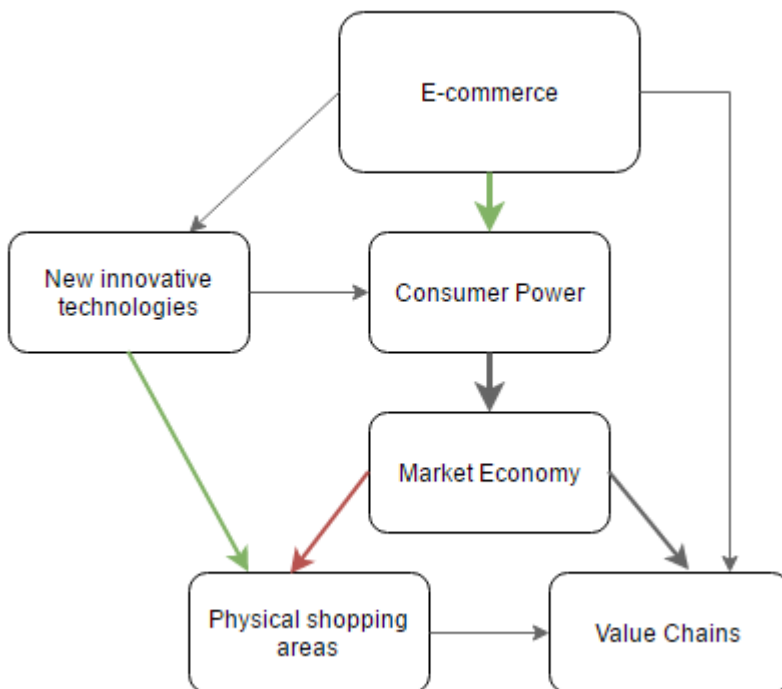 E-commerce
New innovative
technologies
Consumer Power
Market Economy
Physical shopping
areas
Value Chains